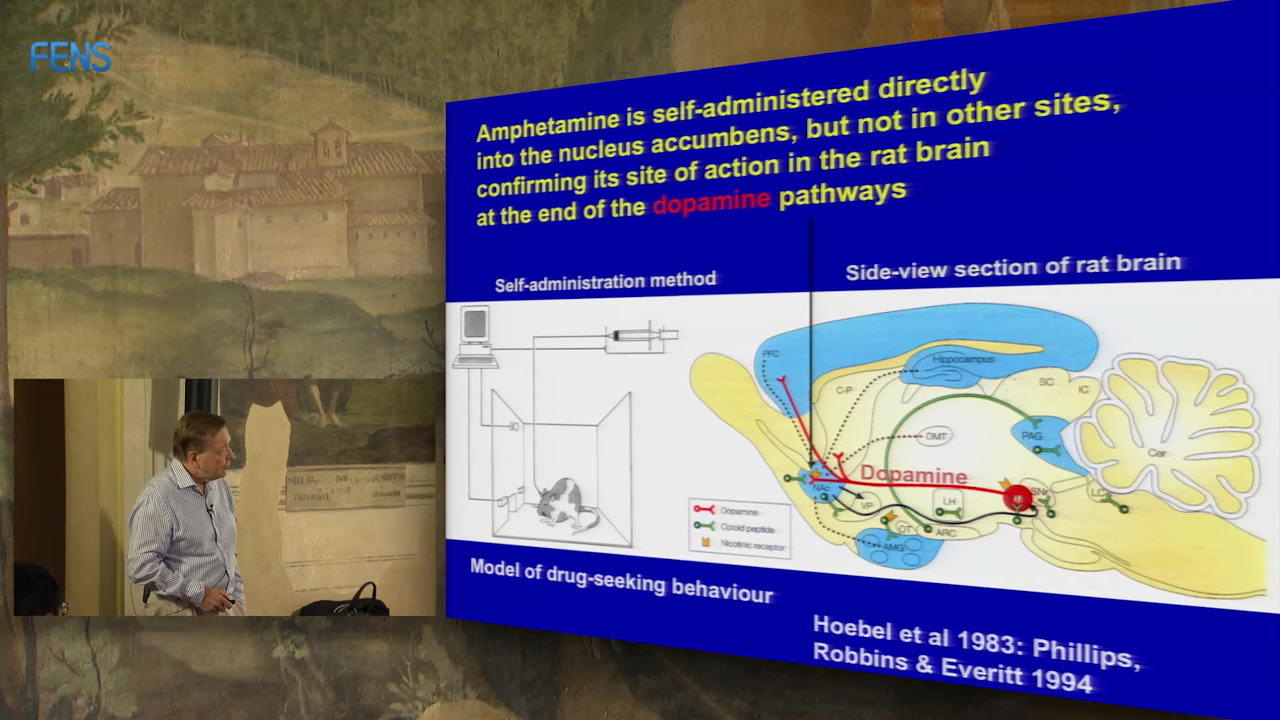 FENS
Amphetamine is self-administered directly
into the nucleus accumbens, but not in other sites,
confirming its site of action in the rat brain
at the end of the dopamine pathways
Self-administration method
Side-view section of rat brain
PFC
Hippocampus
C-P
SC
IC
DMT
PAG
Cer
Dopamine
NAc
VP
LH
SNr
LC
OT
ARC
AMG
Dopamine
Opioid peptide
Nicotinic receptor
Model of drug-seeking behaviour
Hoebel et al 1983: Phillips,
Robbins & Everitt 1994